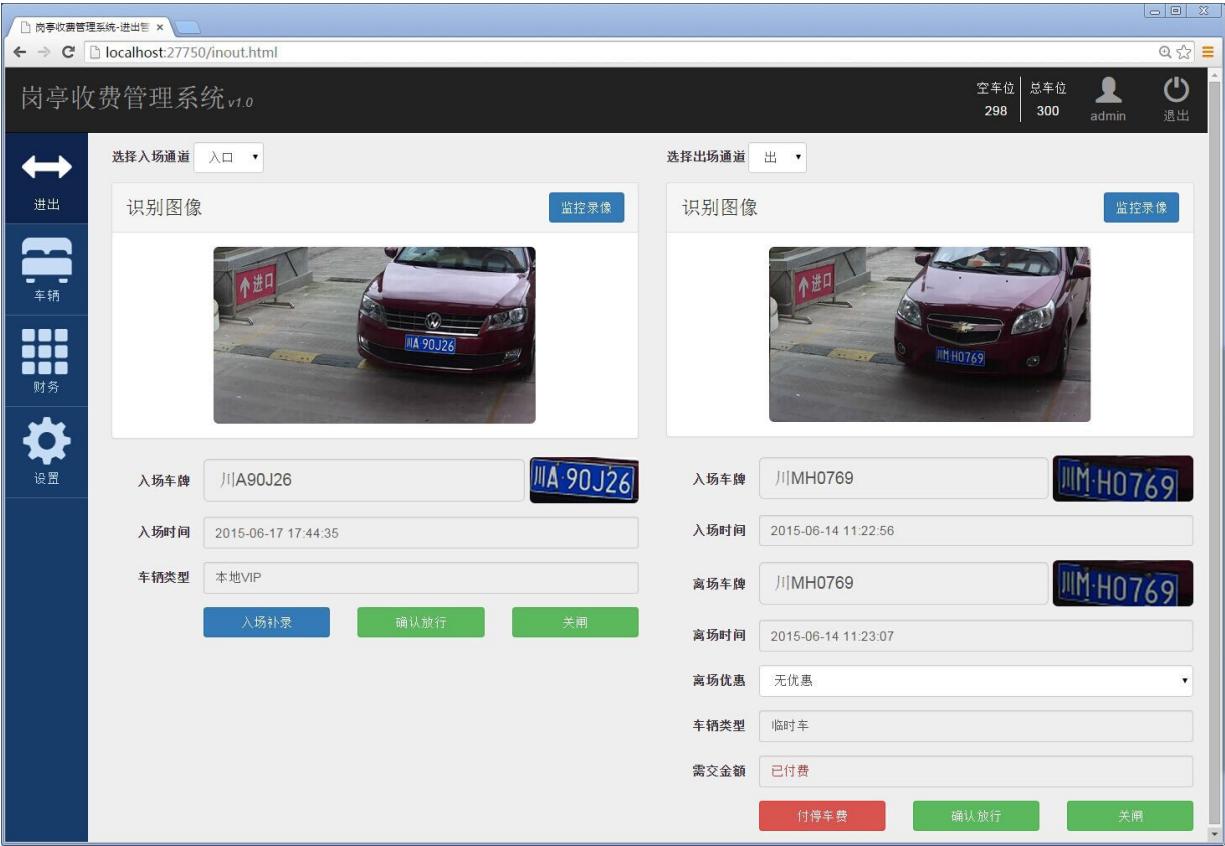 岗亭收费管理系统-进出管
localhost:27750/inout.html
岗亭收费管理系统v1.0
空车位 总车位
298 300
admin 退出
进出
车辆
财务
设置
选择入场通道 入口
识别图像 监控录像
进口
川A·90J26
入场车牌 川A90J26 川A·90J26
入场时间 2015-06-17 17:44:35
车辆类型 本地VIP
入场补录 确认放行 关闸
选择出场通道 出
识别图像 监控录像
进口
川M·H0769
入场车牌 川MH0769 川M·H0769
入场时间 2015-06-14 11:22:56
离场车牌 川MH0769 川M·H0769
离场时间 2015-06-14 11:23:07
离场优惠 无优惠
车辆类型 临时车
需交金额 已付费
付停车费 确认放行 关闸